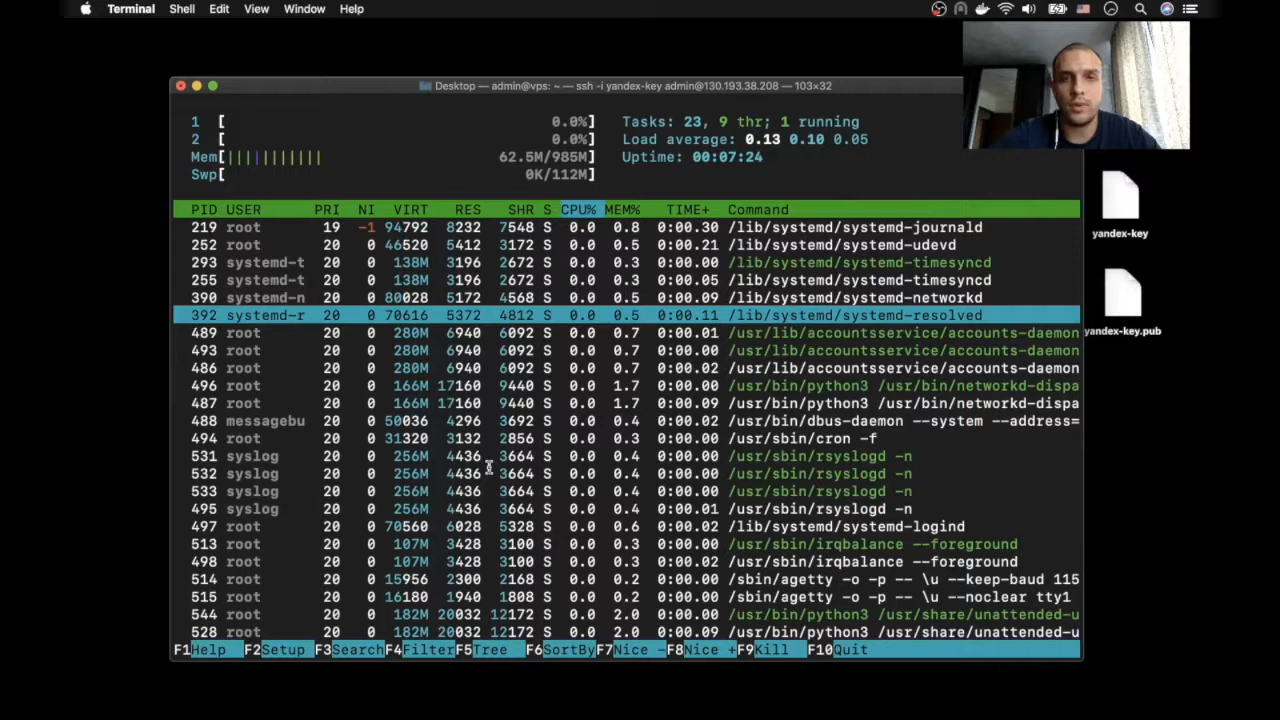 Terminal Shell Edit View Window Help
Desktop — admin@vps: ~ — ssh -i yandex-key admin@130.193.38.208 — 103×32
1 [ 0.0%] Tasks: 23, 9 thr; 1 running
2 [ 0.0%] Load average: 0.13 0.10 0.05
Mem[||||||||||| 62.5M/985M] Uptime: 00:07:24
Swp[ 0K/112M]
PID USER PRI NI VIRT RES SHR S CPU% MEM% TIME+ Command
219 root 19 -1 94792 8232 7548 S 0.0 0.8 0:00.30 /lib/systemd/systemd-journald
252 root 20 0 46520 5412 3172 S 0.0 0.5 0:00.21 /lib/systemd/systemd-udevd
293 systemd-t 20 0 138M 3196 2672 S 0.0 0.3 0:00.00 /lib/systemd/systemd-timesyncd
255 systemd-t 20 0 138M 3196 2672 S 0.0 0.3 0:00.05 /lib/systemd/systemd-timesyncd
390 systemd-n 20 0 80028 5172 4568 S 0.0 0.5 0:00.09 /lib/systemd/systemd-networkd
392 systemd-r 20 0 70616 5372 4812 S 0.0 0.5 0:00.11 /lib/systemd/systemd-resolved
489 root 20 0 280M 6940 6092 S 0.0 0.7 0:00.01 /usr/lib/accountsservice/accounts-daemon
493 root 20 0 280M 6940 6092 S 0.0 0.7 0:00.00 /usr/lib/accountsservice/accounts-daemon
486 root 20 0 280M 6940 6092 S 0.0 0.7 0:00.02 /usr/lib/accountsservice/accounts-daemon
496 root 20 0 166M 17160 9440 S 0.0 1.7 0:00.00 /usr/bin/python3 /usr/bin/networkd-dispa
487 root 20 0 166M 17160 9440 S 0.0 1.7 0:00.09 /usr/bin/python3 /usr/bin/networkd-dispa
488 messagebu 20 0 50036 4296 3692 S 0.0 0.4 0:00.02 /usr/bin/dbus-daemon --system --address=
494 root 20 0 31320 3132 2856 S 0.0 0.3 0:00.00 /usr/sbin/cron -f
531 syslog 20 0 256M 4436 3664 S 0.0 0.4 0:00.00 /usr/sbin/rsyslogd -n
532 syslog 20 0 256M 4436 3664 S 0.0 0.4 0:00.00 /usr/sbin/rsyslogd -n
533 syslog 20 0 256M 4436 3664 S 0.0 0.4 0:00.00 /usr/sbin/rsyslogd -n
495 syslog 20 0 256M 4436 3664 S 0.0 0.4 0:00.01 /usr/sbin/rsyslogd -n
497 root 20 0 70560 6028 5328 S 0.0 0.6 0:00.02 /lib/systemd/systemd-logind
513 root 20 0 107M 3428 3100 S 0.0 0.3 0:00.00 /usr/sbin/irqbalance --foreground
498 root 20 0 107M 3428 3100 S 0.0 0.3 0:00.02 /usr/sbin/irqbalance --foreground
514 root 20 0 15956 2300 2168 S 0.0 0.2 0:00.00 /sbin/agetty -o -p -- \u --keep-baud 115
515 root 20 0 16180 1940 1808 S 0.0 0.2 0:00.00 /sbin/agetty -o -p -- \u --noclear tty1
544 root 20 0 182M 20032 12172 S 0.0 2.0 0:00.00 /usr/bin/python3 /usr/share/unattended-u
528 root 20 0 182M 20032 12172 S 0.0 2.0 0:00.09 /usr/bin/python3 /usr/share/unattended-u
F1Help F2Setup F3SearchF4FilterF5Tree F6SortByF7Nice -F8Nice +F9Kill F10Quit
yandex-key
yandex-key.pub